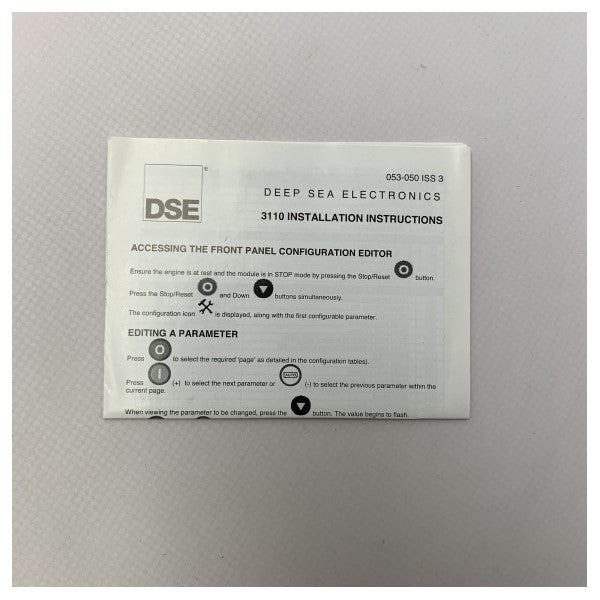 053-050 ISS 3
DEEP SEA ELECTRONICS
DSE
3110 INSTALLATION INSTRUCTIONS
ACCESSING THE FRONT PANEL CONFIGURATION EDITOR
Ensure the engine is at rest and the module is in STOP mode by pressing the Stop/Reset O button.
Press the Stop/Reset O and Down buttons simultaneously.
The configuration icon is displayed, along with the first configurable parameter.
EDITING A PARAMETER
Press O to select the required 'page' as detailed in the configuration tables).
Press I (+) to select the next parameter or AUTO (-) to select the previous parameter within the
current page.
When viewing the parameter to be changed, press the button. The value begins to flash.